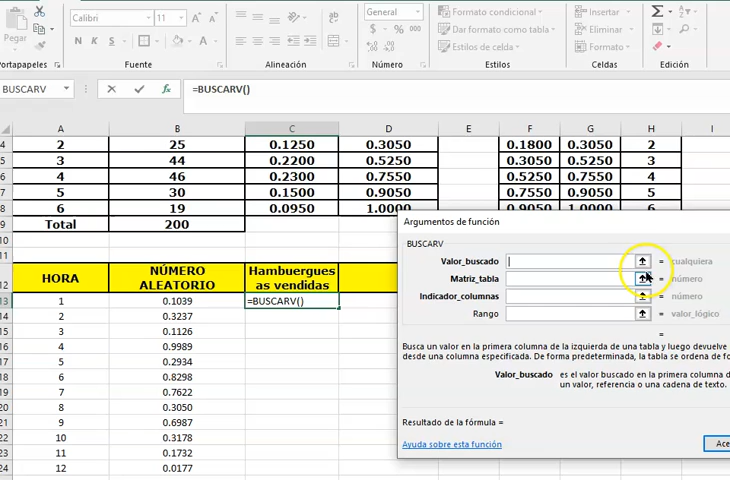 Calibri 11 A A General Formato condicional Insertar Σ
Pegar N K S A % Dar formato como tabla Eliminar
Estilos de celda Formato
Portapapeles Fuente Alineación Número Estilos Celdas
BUSCARV fx =BUSCARV()
A B C D E F G H I
4 2 25 0.1250 0.3050 0.1800 0.3050 2
5 3 44 0.2200 0.5250 0.3050 0.5250 3
6 4 46 0.2300 0.7550 0.5250 0.7550 4
7 5 30 0.1500 0.9050 0.7550 0.9050 5
8 6 19 0.0950 1.0000 0.9050 1.0000 6
9 Total 200
10
11
12 HORA NÚMERO ALEATORIO Hambuergues as vendidas
13 1 0.1039 =BUSCARV()
14 2 0.3237
15 3 0.1126
16 4 0.9989
17 5 0.2934
18 6 0.8298
19 7 0.7622
20 8 0.3050
21 9 0.6987
22 10 0.3178
23 11 0.1732
24 12 0.0177
Argumentos de función
BUSCARV
Valor_buscado = cualquiera
Matriz_tabla = número
Indicador_columnas = número
Rango = valor_lógico
=
Busca un valor en la primera columna de la izquierda de una tabla y luego devuelve
desde una columna especificada. De forma predeterminada, la tabla se ordena de fo
Valor_buscado es el valor buscado en la primera columna d
un valor, referencia o una cadena de texto.
Resultado de la fórmula =
Ayuda sobre esta función Ace